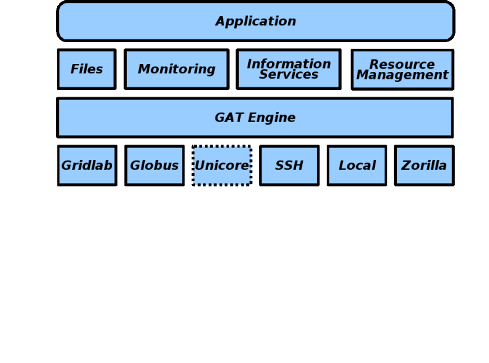 Application
Files
Monitoring
Information
Services
Resource
Management
GAT Engine
Gridlab
Globus
Unicore
SSH
Local
Zorilla